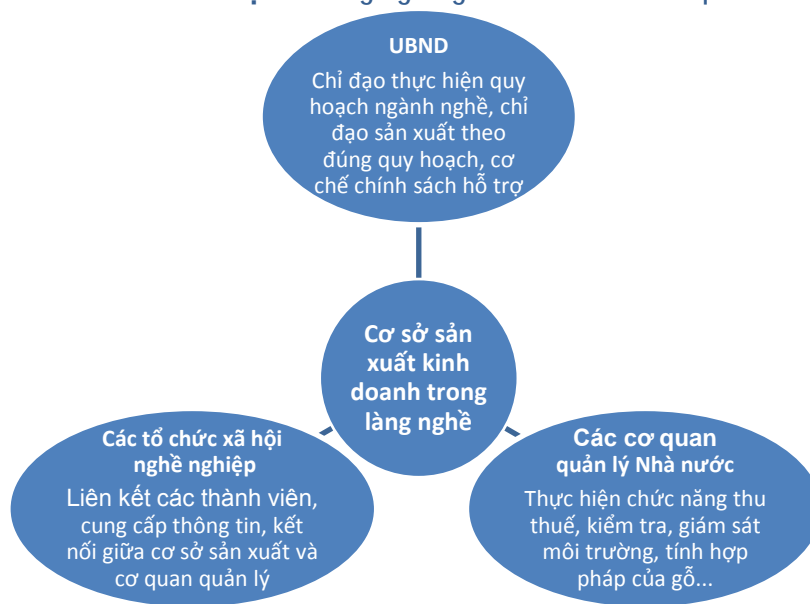 UBND
Chỉ đạo thực hiện quy
hoạch ngành nghề, chỉ
đạo sản xuất theo
đúng quy hoạch, cơ
chế chính sách hỗ trợ
Cơ sở sản
xuất kinh
doanh trong
làng nghề
Các tổ chức xã hội
nghề nghiệp
Liên kết các thành viên,
cung cấp thông tin, kết
nối giữa cơ sở sản xuất và
cơ quan quản lý
Các cơ quan
quản lý Nhà nước
Thực hiện chức năng thu
thuế, kiểm tra, giám sát
môi trường, tính hợp
pháp của gỗ...